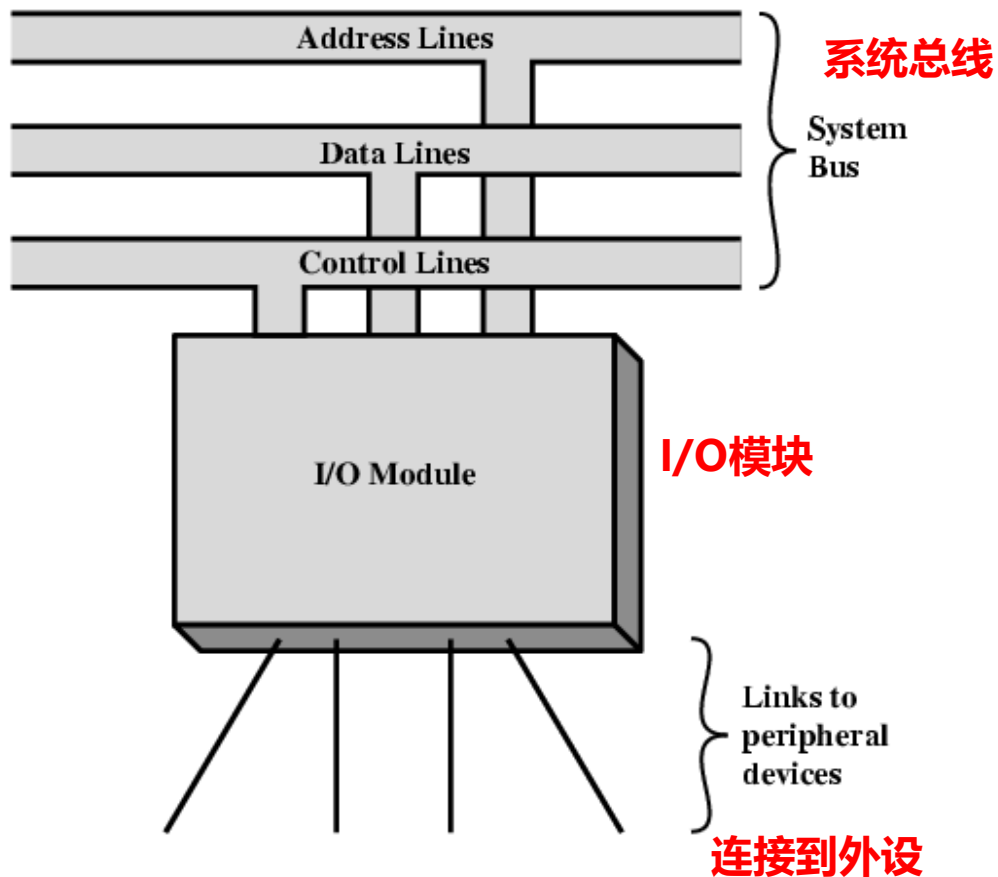 Address Lines
系统总线
System
Bus
Data Lines
Control Lines
I/O Module
I/O模块
Links to
peripheral
devices
连接到外设